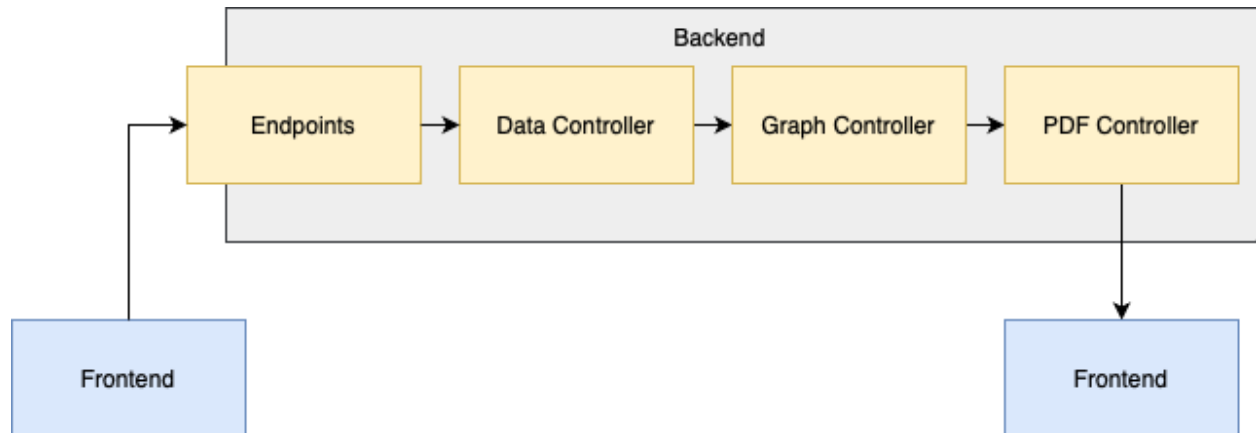 Backend
Endpoints
Data Controller
Graph Controller
PDF Controller
Frontend
Frontend